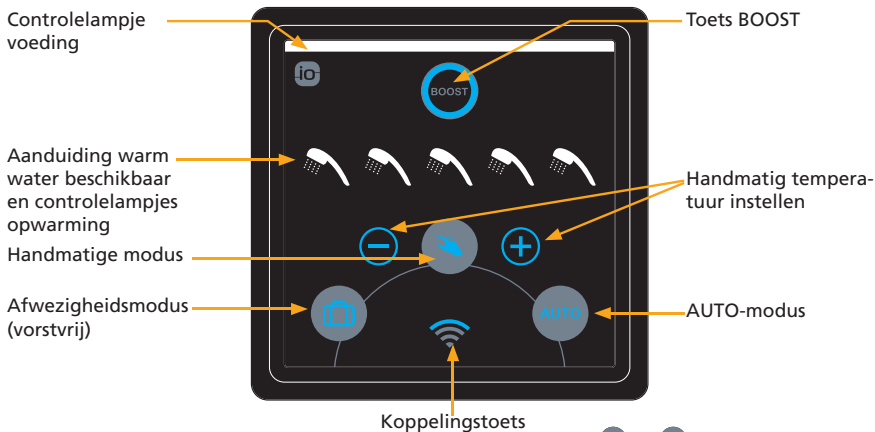 Controlelampje
voeding
Toets BOOST
io
BOOST
Aanduiding warm
water beschikbaar
en controlelampjes
opwarming
Handmatig tempera-
tuur instellen
Handmatige modus
Afwezigheidsmodus
(vorstvrij)
AUTO
AUTO-modus
Koppelingstoets